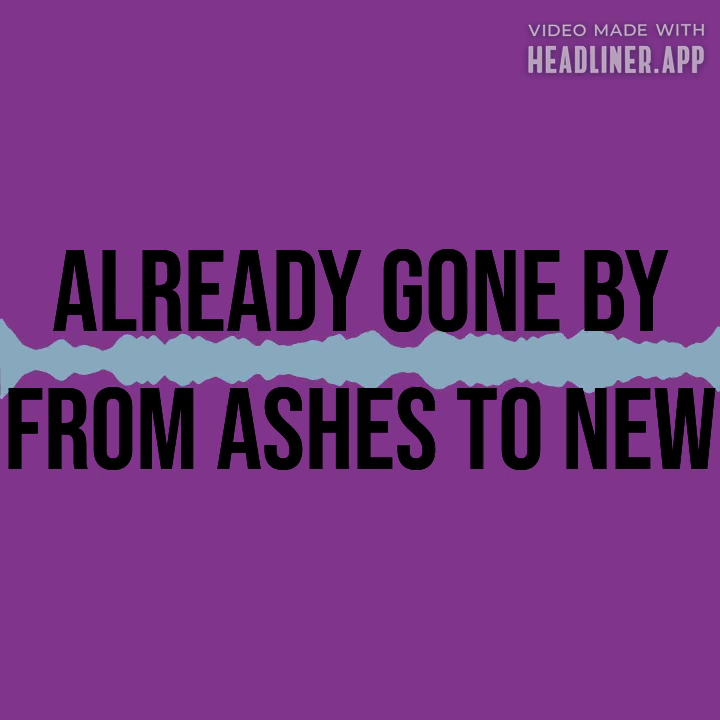 VIDEO MADE WITH
HEADLINER.APP
ALREADY GONE BY
FROM ASHES TO NEW